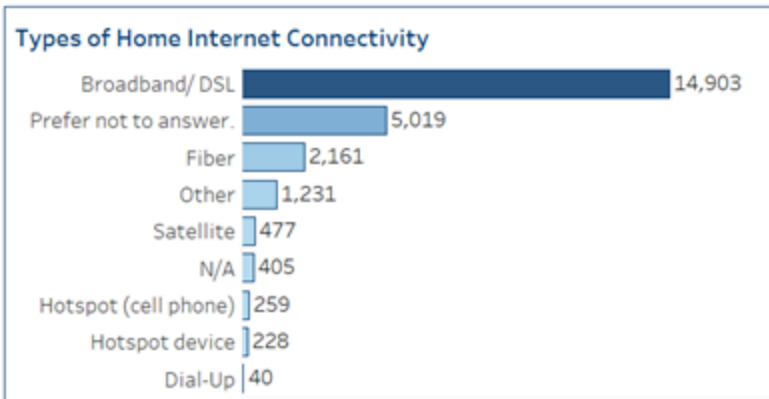 Types of Home Internet Connectivity
Broadband/ DSL 14,903
Prefer not to answer. 5,019
Fiber 2,161
Other 1,231
Satellite 477
N/A 405
Hotspot (cell phone) 259
Hotspot device 228
Dial-Up 40